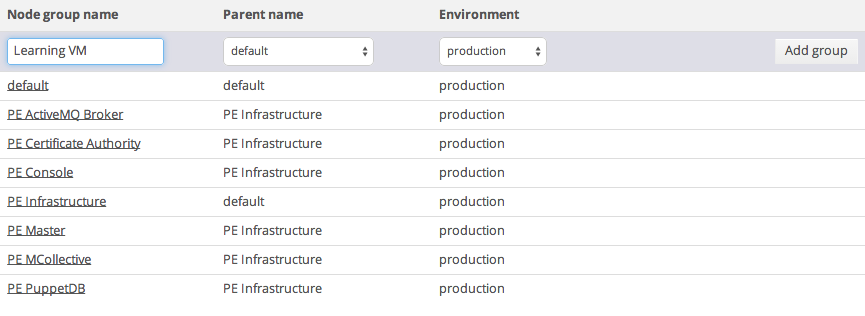 Node group name Parent name Environment
Learning VM default production Add group
default default production
PE ActiveMQ Broker PE Infrastructure production
PE Certificate Authority PE Infrastructure production
PE Console PE Infrastructure production
PE Infrastructure default production
PE Master PE Infrastructure production
PE MCollective PE Infrastructure production
PE PuppetDB PE Infrastructure production